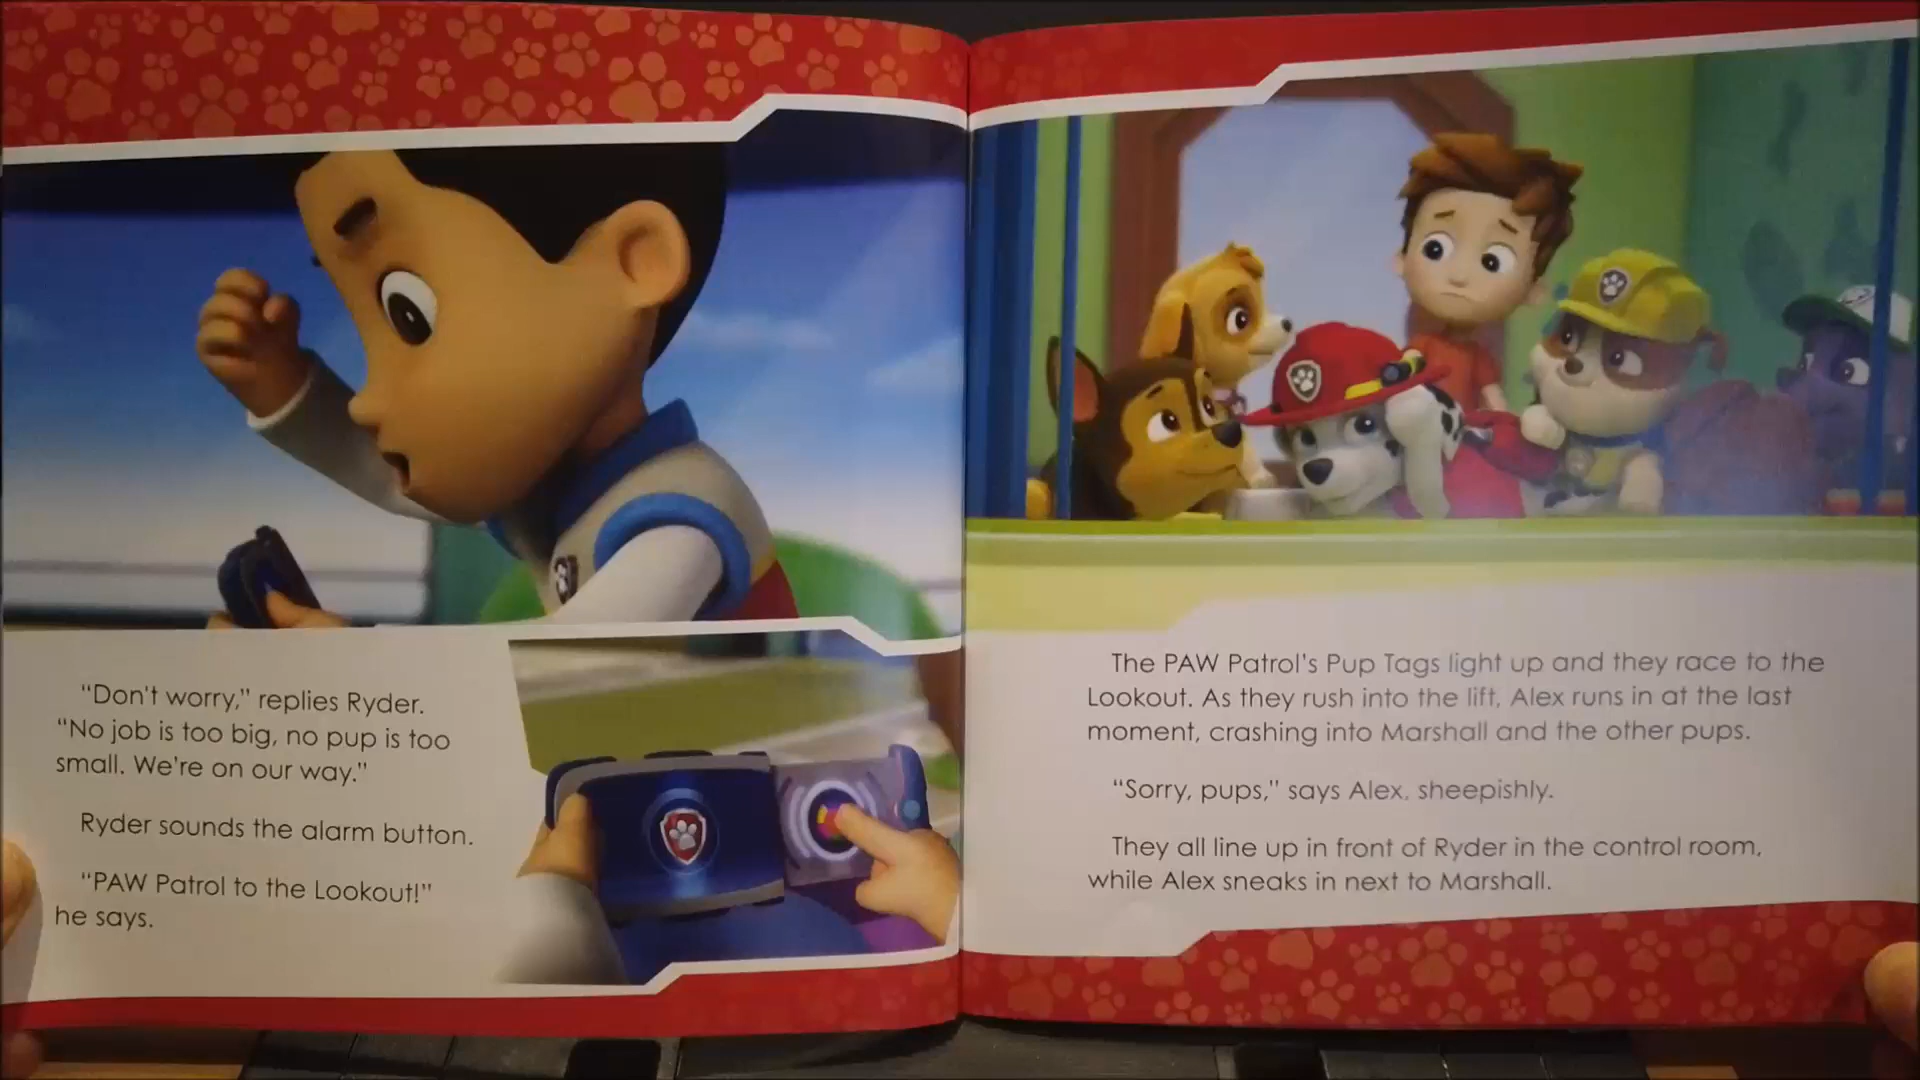 “Don't worry,” replies Ryder.
“No job is too big, no pup is too
small. We're on our way.”
Ryder sounds the alarm button.
“PAW Patrol to the Lookout!”
he says.
The PAW Patrol's Pup Tags light up and they race to the
Lookout. As they rush into the lift, Alex runs in at the last
moment, crashing into Marshall and the other pups.
“Sorry, pups,” says Alex, sheepishly.
They all line up in front of Ryder in the control room,
while Alex sneaks in next to Marshall.